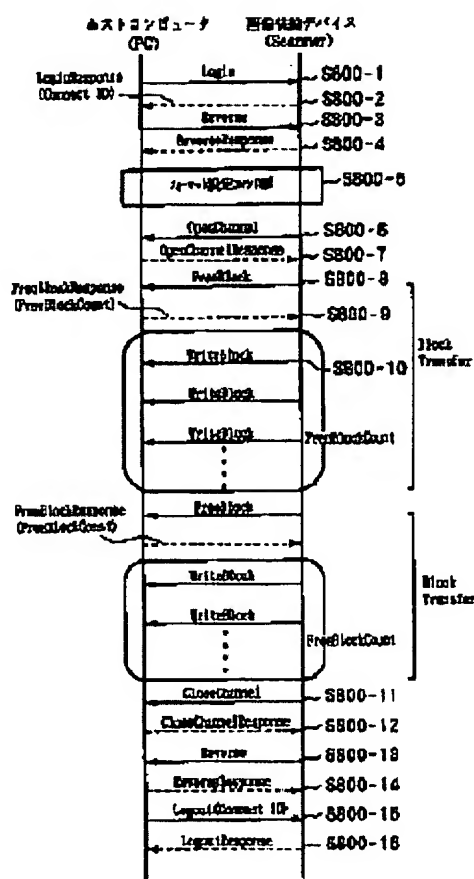 ホストコンピュータ 画像供給デバイス
(PC) (Scanner)
Login S800-1
LoginResponse
(Connect ID) S800-2
Reverse S800-3
ReverseResponse S800-4
S800-5
OpenChannel S800-6
OpenChannelResponse S800-7
FreeBlock S800-8
FreeBlockResponse
(FreeBlockCount) S800-9
Block
Transfer
WriteBlock S800-10
WriteBlock
WriteBlock FreeBlockCount
FreeBlock
FreeBlockResponse
(FreeBlockCount)
WriteBlock
Block
Transfer
WriteBlock
FreeBlockCount
CloseChannel S800-11
CloseChannelResponse S800-12
Reverse S800-13
ReverseResponse S800-14
Logout(Connect ID) S800-15
LogoutResponse S800-16